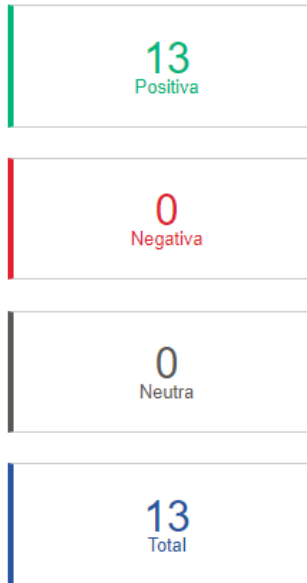 13
Positiva
0
Negativa
0
Neutra
13
Total